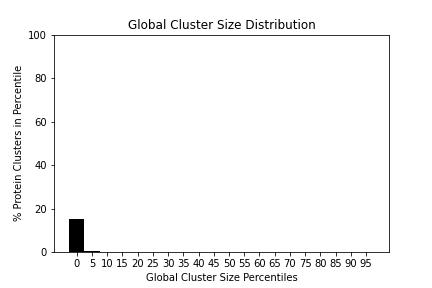 Global Cluster Size Distribution
100
80
60
40
20
0
% Protein Clusters in Percentile
0 5 10 15 20 25 30 35 40 45 50 55 60 65 70 75 80 85 90 95
Global Cluster Size Percentiles